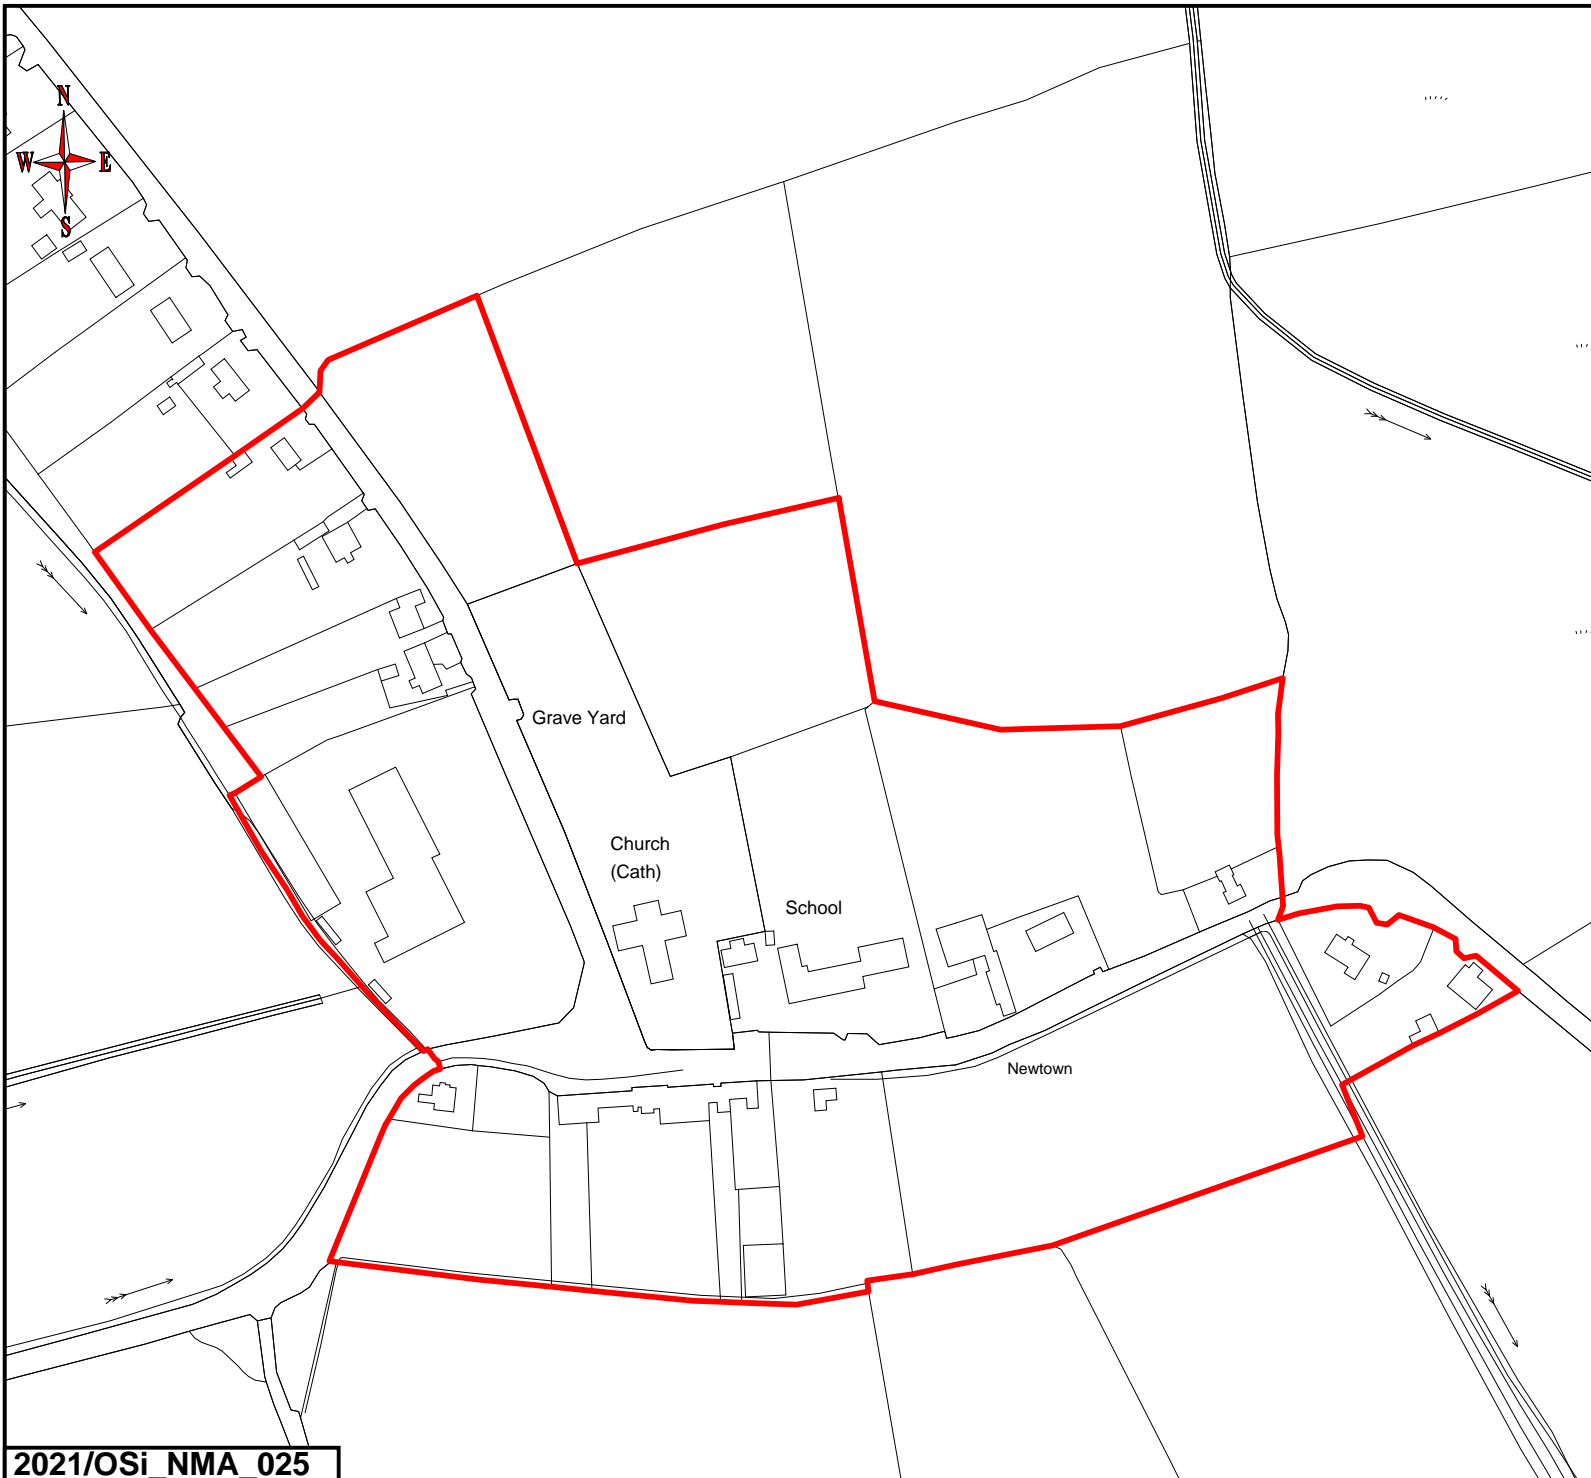 N
W E
S
Grave Yard
Church
(Cath)
School
Newtown
2021/OSi_NMA_025